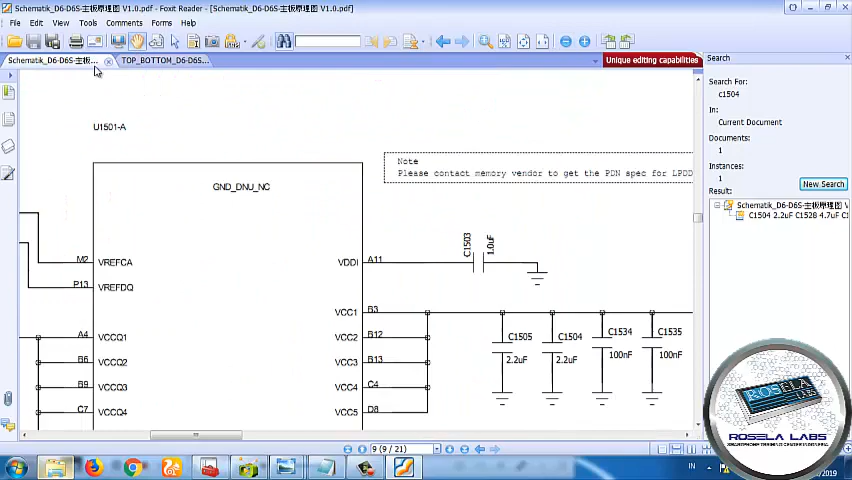 Schematik_D6-D6S-主板原理图 V1.0.pdf - Foxit Reader - [Schematik_D6-D6S-主板原理图 V1.0.pdf]
File Edit View Tools Comments Forms Help
Schematik_D6-D6S-主板... TOP_BOTTOM_D6-D6S... Unique editing capabilities
Search
Search For:
c1504
In:
Current Document
Documents:
1
Instances:
1
New Search
Result:
Schematik_D6-D6S-主板原理图 V
C1504 2.2uF C1528 4.7uF C1
U1501-A
GND_DNU_NC
Note
Please contact memory vendor to get the PDN spec for LPDD
C1503
1.0uF
M2 VREFCA VDDI A11
P13 VREFDQ
VCC1 B3
A4 VCCQ1 VCC2 B12
C1505 C1504 C1534 C1535
2.2uF 2.2uF 100nF 100nF
B6 VCCQ2 VCC3 B13
B9 VCCQ3 VCC4 C4
C7 VCCQ4 VCC5 D8
9 (9 / 21)
ROSELA
LABS
ROSELA LABS
IN
/2019